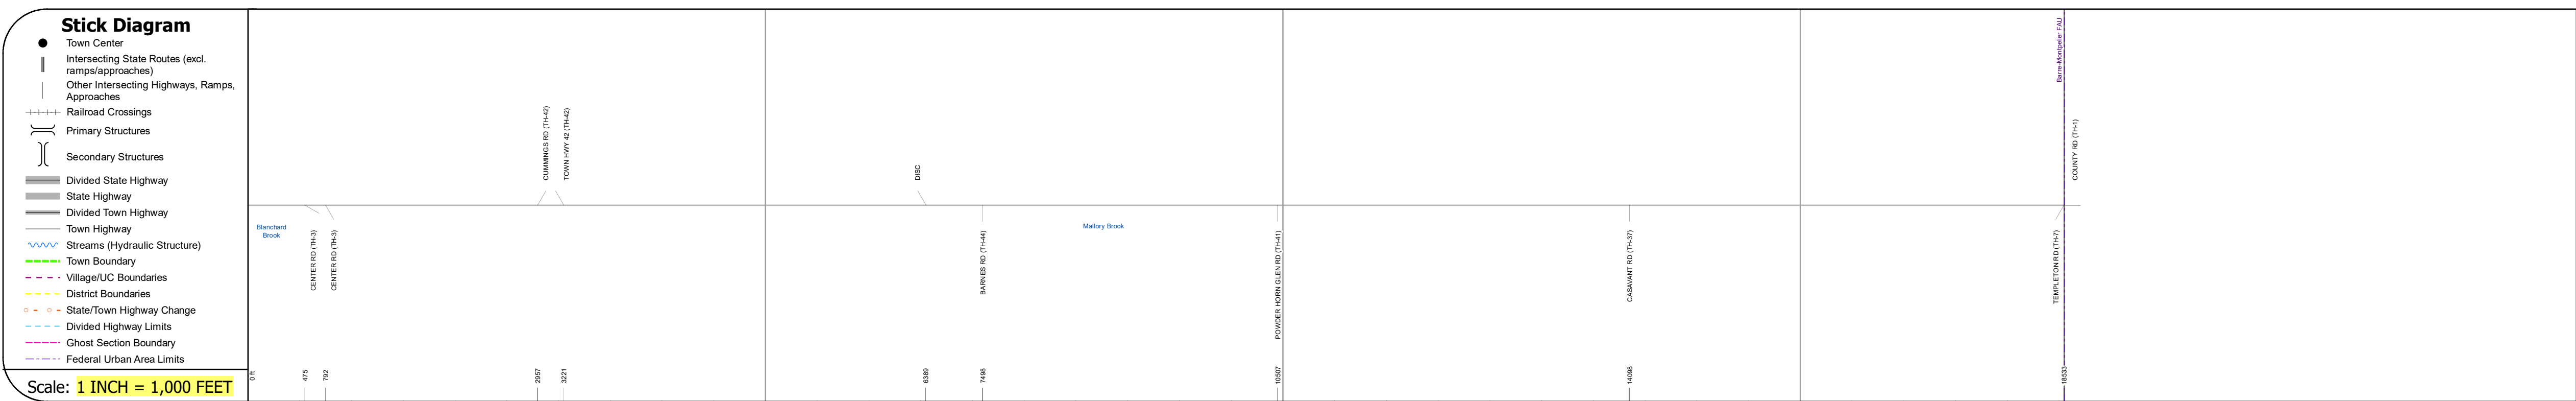 Stick Diagram
Town Center
Intersecting State Routes (excl.
ramps/approaches)
Other Intersecting Highways, Ramps,
Approaches
Railroad Crossings
Primary Structures
Secondary Structures
Divided State Highway
State Highway
Divided Town Highway
Town Highway
Streams (Hydraulic Structure)
Town Boundary
Village/UC Boundaries
District Boundaries
State/Town Highway Change
Divided Highway Limits
Ghost Section Boundary
Federal Urban Area Limits
Scale: 1 INCH = 1,000 FEET
Blanchard
Brook
CENTER RD (TH-3)
CENTER RD (TH-3)
CUMMINGS RD (TH-42)
TOWN HWY 42 (TH-42)
DISC
BARNES RD (TH-44)
Mallory Brook
POWDER HORN GLEN RD (TH-41)
CASAVANT RD (TH-37)
TEMPLETON RD (TH-7)
Barre-Montpelier FAU
COUNTY RD (TH-1)
0 ft
475
792
2957
3221
6389
7498
10507
14098
18533